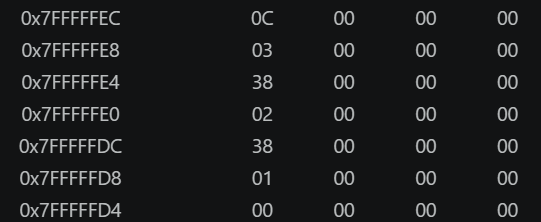 0x7FFFFFEC 0C 00 00 00
0x7FFFFFE8 03 00 00 00
0x7FFFFFE4 38 00 00 00
0x7FFFFFE0 02 00 00 00
0x7FFFFFDC 38 00 00 00
0x7FFFFFD8 01 00 00 00
0x7FFFFFD4 00 00 00 00